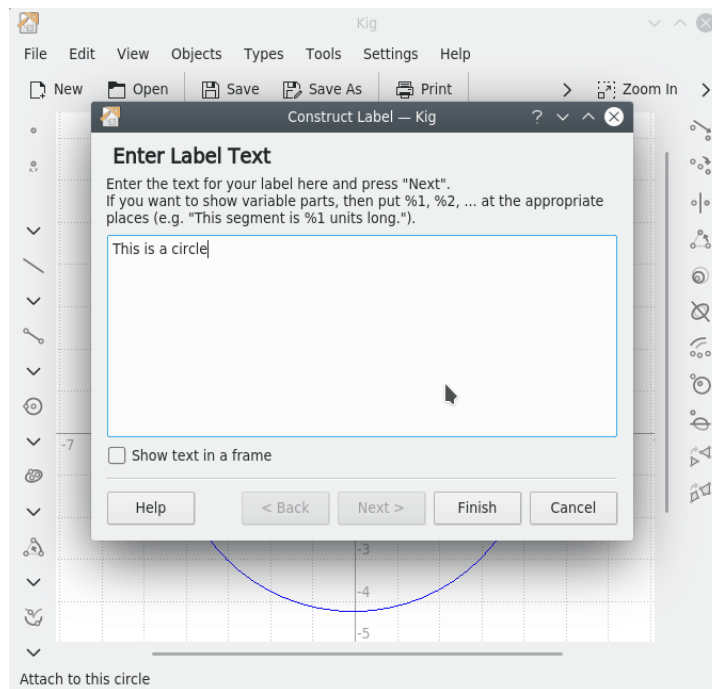 Kig
File Edit View Objects Types Tools Settings Help
New Open Save Save As Print Zoom In
Construct Label — Kig
Enter Label Text
Enter the text for your label here and press "Next".
If you want to show variable parts, then put %1, %2, ... at the appropriate
places (e.g. "This segment is %1 units long.").
This is a circle
-7
Show text in a frame
Help < Back Next > Finish Cancel
-3
-4
-5
Attach to this circle